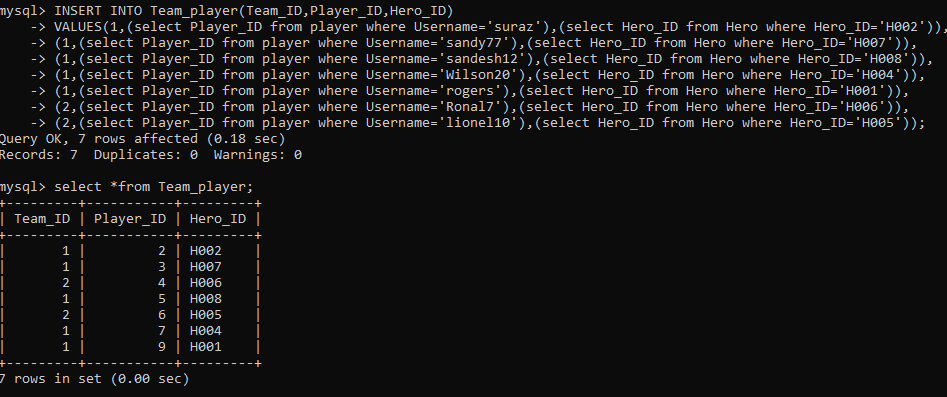 mysql> INSERT INTO Team_player(Team_ID,Player_ID,Hero_ID)
    -> VALUES(1,(select Player_ID from player where Username='suraz'),(select Hero_ID from Hero where Hero_ID='H002')),
    -> (1,(select Player_ID from player where Username='sandy77'),(select Hero_ID from Hero where Hero_ID='H007')),
    -> (1,(select Player_ID from player where Username='sandesh12'),(select Hero_ID from Hero where Hero_ID='H008')),
    -> (1,(select Player_ID from player where Username='Wilson20'),(select Hero_ID from Hero where Hero_ID='H004')),
    -> (1,(select Player_ID from player where Username='rogers'),(select Hero_ID from Hero where Hero_ID='H001')),
    -> (2,(select Player_ID from player where Username='Ronal7'),(select Hero_ID from Hero where Hero_ID='H006')),
    -> (2,(select Player_ID from player where Username='lionel10'),(select Hero_ID from Hero where Hero_ID='H005'));
Query OK, 7 rows affected (0.18 sec)
Records: 7  Duplicates: 0  Warnings: 0

mysql> select *from Team_player;
+---------+-----------+---------+
| Team_ID | Player_ID | Hero_ID |
+---------+-----------+---------+
|       1 |         2 | H002    |
|       1 |         3 | H007    |
|       2 |         4 | H006    |
|       1 |         5 | H008    |
|       2 |         6 | H005    |
|       1 |         7 | H004    |
|       1 |         9 | H001    |
+---------+-----------+---------+
7 rows in set (0.00 sec)